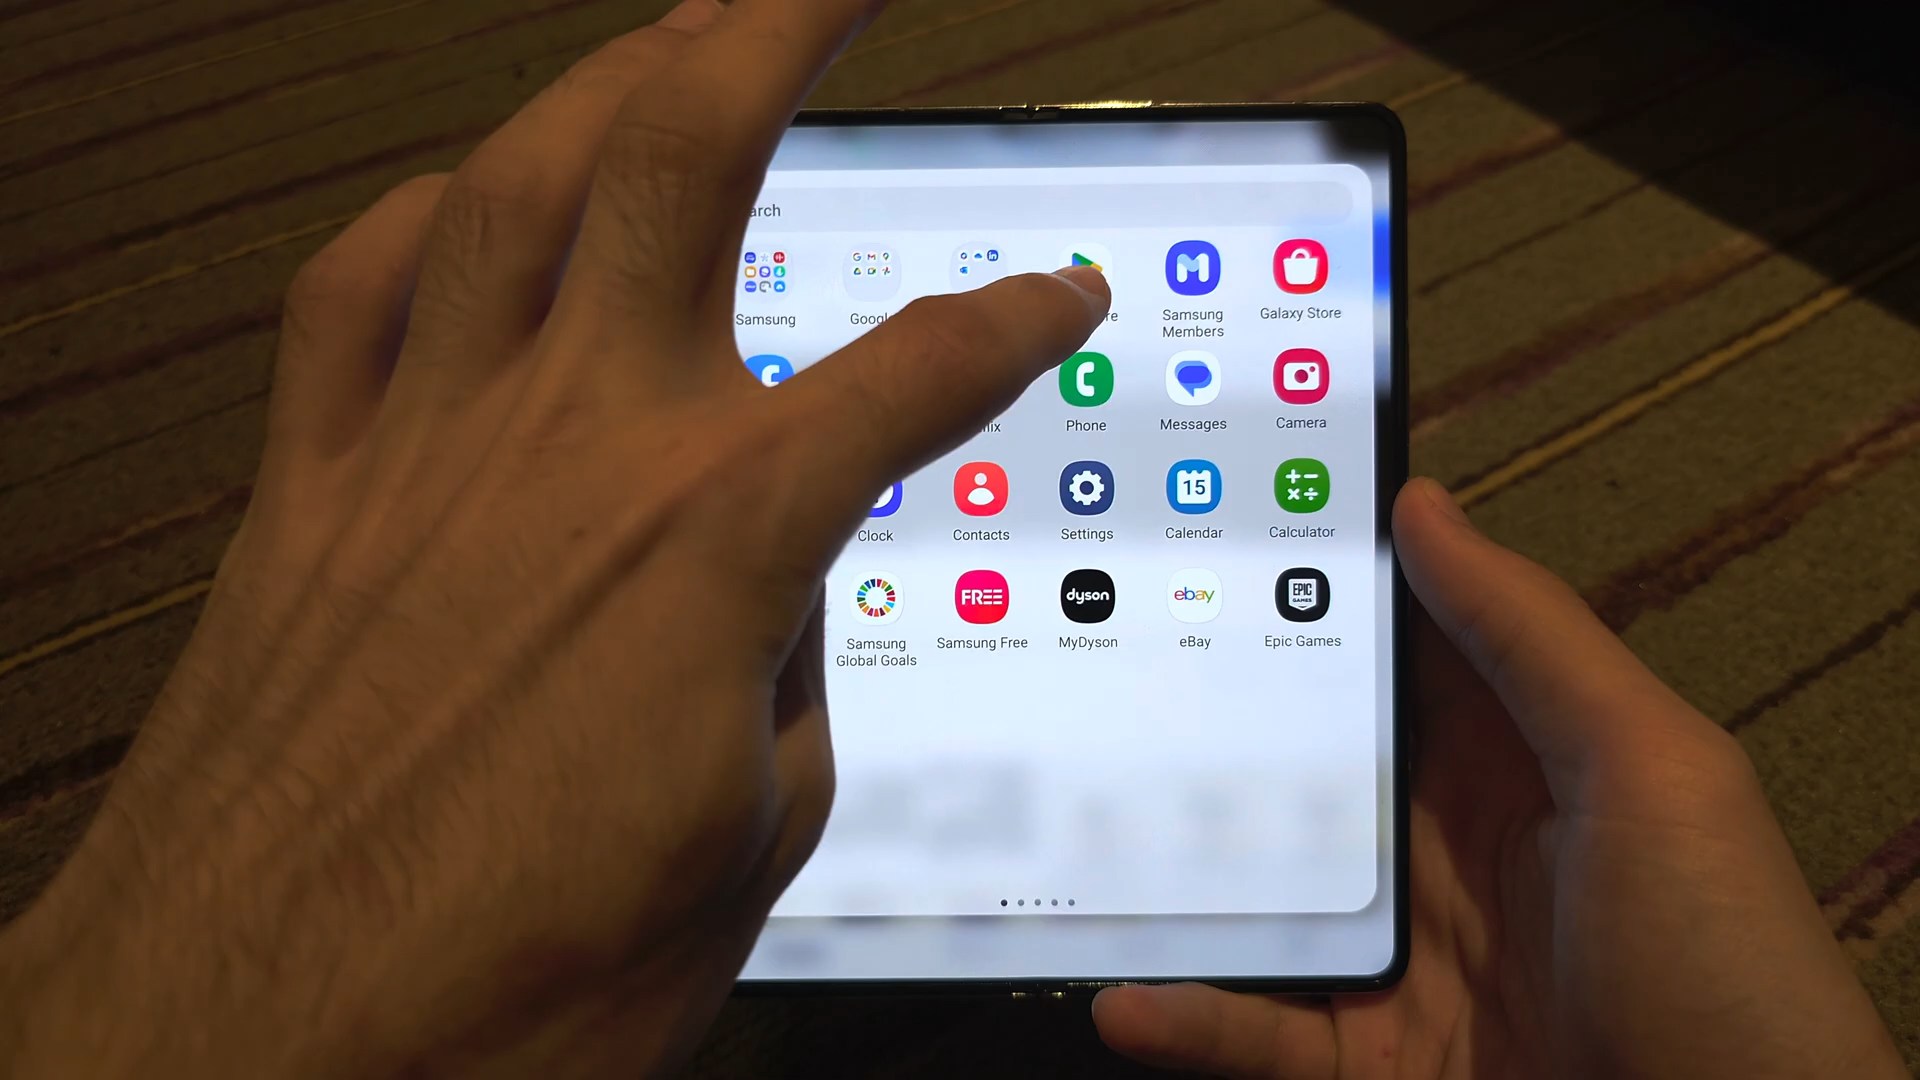 arch
Samsung
Samsung
Members
Galaxy Store
Phone
Messages
Camera
15
Clock
Contacts
Settings
Calendar
Calculator
FREE
dyson
ebay
EPIC
GAMES
Samsung
Global Goals
Samsung Free
MyDyson
eBay
Epic Games